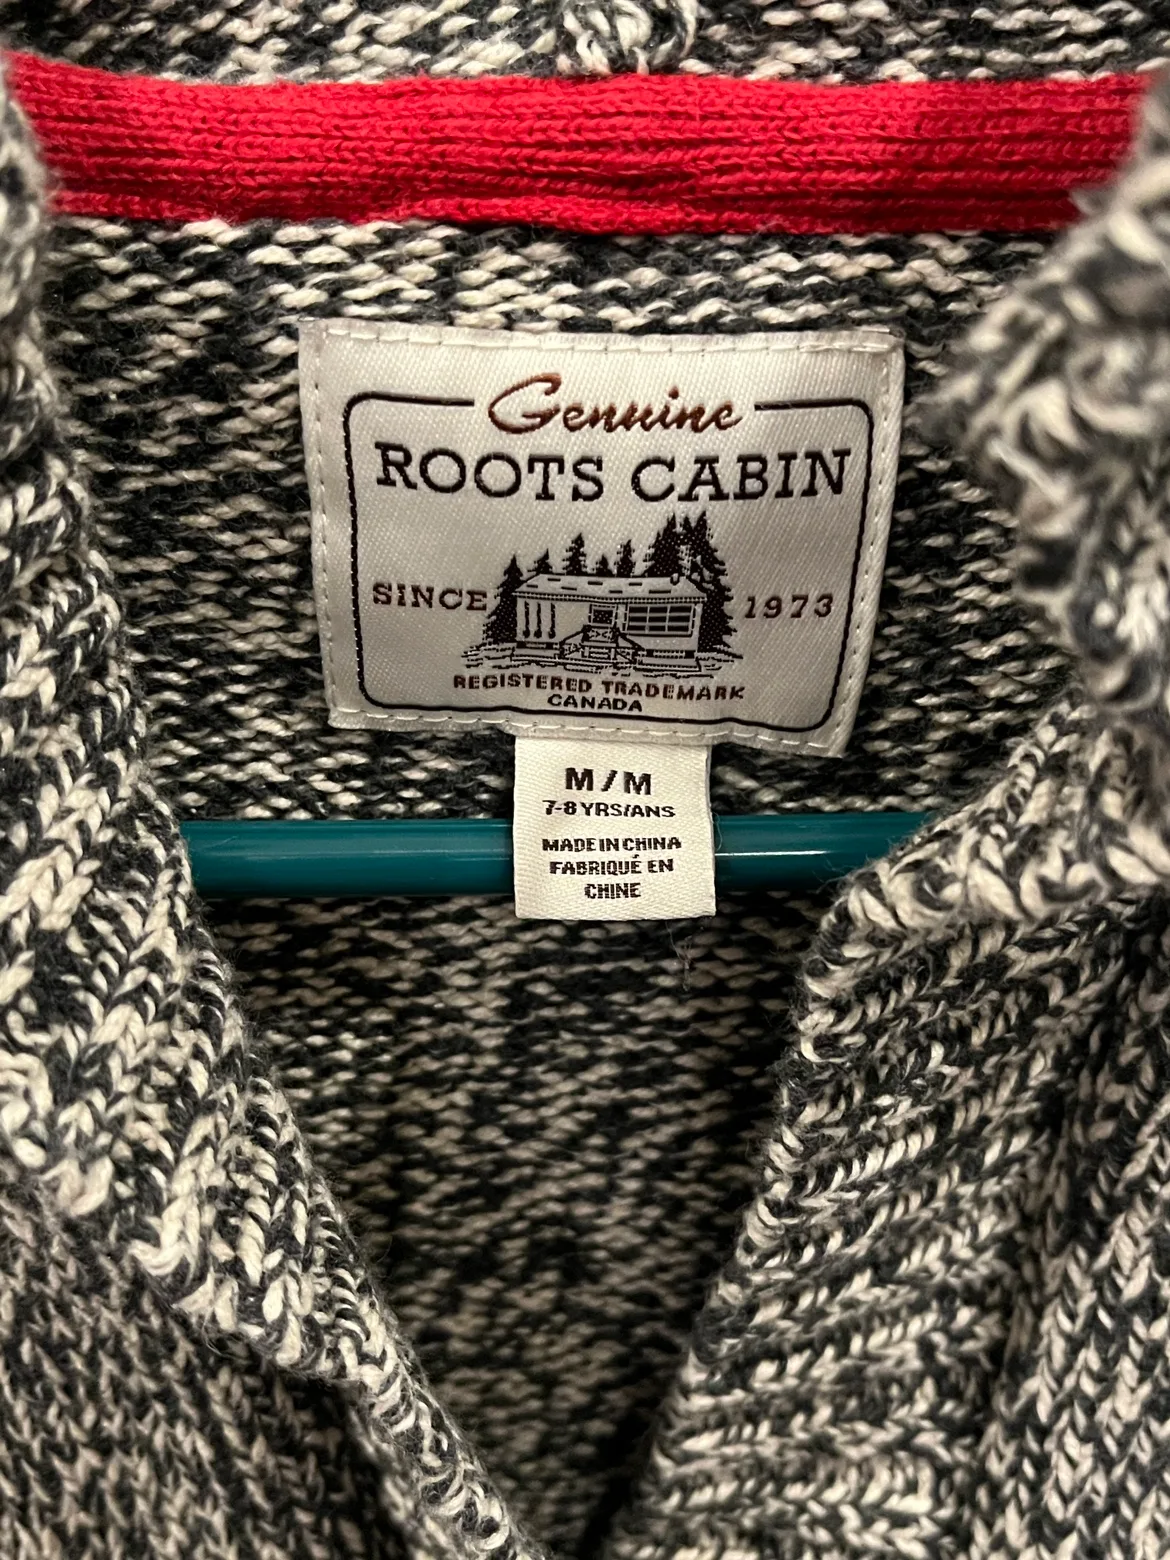 Genuine
ROOTS CABIN
SINCE 1973
REGISTERED TRADEMARK
CANADA
M/M
7-8 YRS/ANS
MADE IN CHINA
FABRIQUÉ EN
CHINE